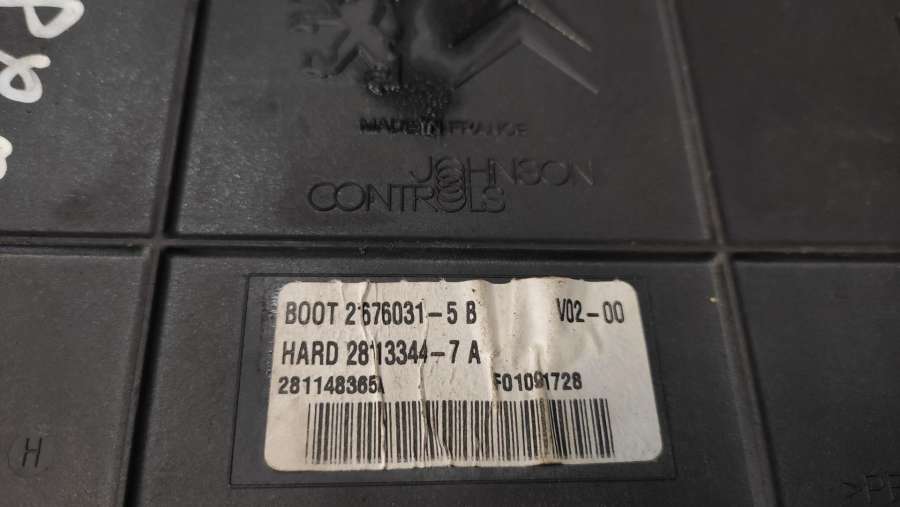 MADE IN FRANCE
JOHNSON
CONTROLS
BOOT 2676031-5 B V02-00
HARD 2813344-7 A
F01091728
H